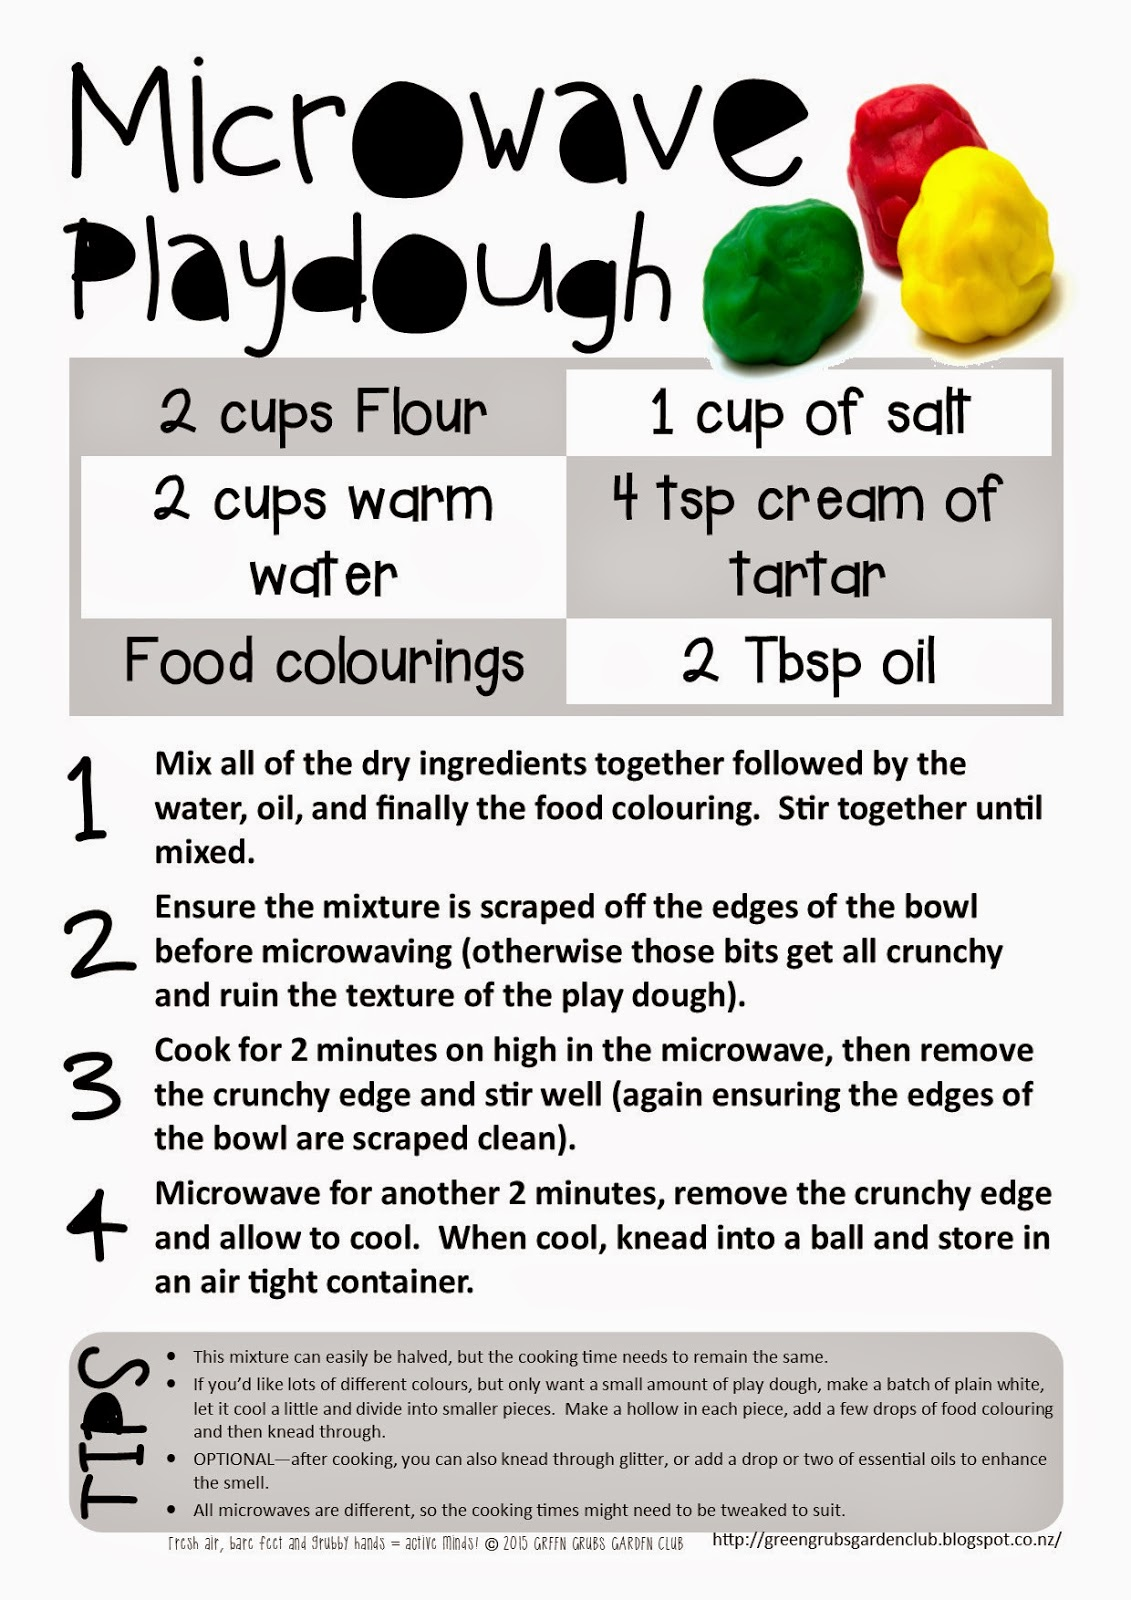 Microwave
Playdough
2 cups Flour
1 cup of salt
2 cups warm
water
4 tsp cream of
tartar
Food colourings
2 Tbsp oil
1
Mix all of the dry ingredients together followed by the
water, oil, and finally the food colouring.  Stir together until
mixed.
2
Ensure the mixture is scraped off the edges of the bowl
before microwaving (otherwise those bits get all crunchy
and ruin the texture of the play dough).
3
Cook for 2 minutes on high in the microwave, then remove
the crunchy edge and stir well (again ensuring the edges of
the bowl are scraped clean).
4
Microwave for another 2 minutes, remove the crunchy edge
and allow to cool.  When cool, knead into a ball and store in
an air tight container.
TIPS
• This mixture can easily be halved, but the cooking time needs to remain the same.
• If you’d like lots of different colours, but only want a small amount of play dough, make a batch of plain white,
let it cool a little and divide into smaller pieces.  Make a hollow in each piece, add a few drops of food colouring
and then knead through.
• OPTIONAL—after cooking, you can also knead through glitter, or add a drop or two of essential oils to enhance
the smell.
• All microwaves are different, so the cooking times might need to be tweaked to suit.
Fresh air, bare feet and grubby hands = active minds! © 2015 GREEN GRUBS GARDEN CLUB
http://greengrubsgardenclub.blogspot.co.nz/